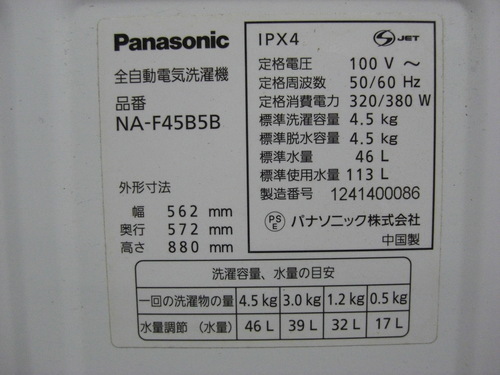 Panasonic
全自動電気洗濯機
品番
NA-F45B5B
外形寸法
幅 562 mm
奥行 572 mm
高さ 880 mm
IPX4 S JET
定格電圧 100 V ～
定格周波数 50/60 Hz
定格消費電力 320/380 W
標準洗濯容量 4.5 kg
標準脱水容量 4.5 kg
標準水量 46 L
標準使用水量 113 L
製造番号 1241400086
PS E パナソニック株式会社
中国製
洗濯容量、水量の目安
一回の洗濯物の量 4.5 kg 3.0 kg 1.2 kg 0.5 kg
水量調節（水量） 46 L 39 L 32 L 17 L